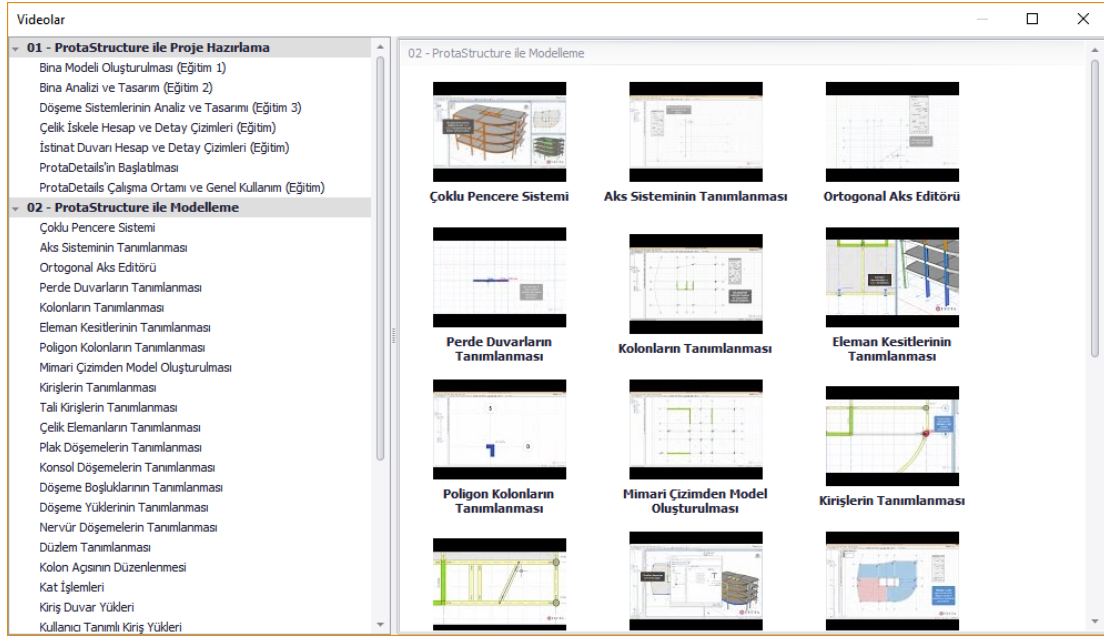 Videolar
01 - ProtaStructure ile Proje Hazırlama
Bina Modeli Oluşturulması (Eğitim 1)
Bina Analizi ve Tasarım (Eğitim 2)
Döşeme Sistemlerinin Analiz ve Tasarımı (Eğitim 3)
Çelik İskele Hesap ve Detay Çizimleri (Eğitim)
İstinat Duvarı Hesap ve Detay Çizimleri (Eğitim)
ProtaDetails'in Başlatılması
ProtaDetails Çalışma Ortamı ve Genel Kullanım (Eğitim)
02 - ProtaStructure ile Modelleme
Çoklu Pencere Sistemi
Aks Sisteminin Tanımlanması
Ortogonal Aks Editörü
Perde Duvarların Tanımlanması
Kolonların Tanımlanması
Eleman Kesitlerinin Tanımlanması
Poligon Kolonların Tanımlanması
Mimari Çizimden Model Oluşturulması
Kirişlerin Tanımlanması
Tali Kirişlerin Tanımlanması
Çelik Elemanların Tanımlanması
Plak Döşemelerin Tanımlanması
Konsol Döşemelerin Tanımlanması
Döşeme Boşluklarının Tanımlanması
Döşeme Yüklerinin Tanımlanması
Nervür Döşemelerin Tanımlanması
Düzlem Tanımlanması
Kolon Açısının Düzenlenmesi
Kat İşlemleri
Kiriş Duvar Yükleri
Kullanıcı Tanımlı Kiriş Yükleri
02 - ProtaStructure ile Modelleme
Çoklu Pencere Sistemi
Aks Sisteminin Tanımlanması
Ortogonal Aks Editörü
Perde Duvarların
Tanımlanması
Kolonların Tanımlanması
Eleman Kesitlerinin
Tanımlanması
Poligon Kolonların
Tanımlanması
Mimari Çizimden Model
Oluşturulması
Kirişlerin Tanımlanması